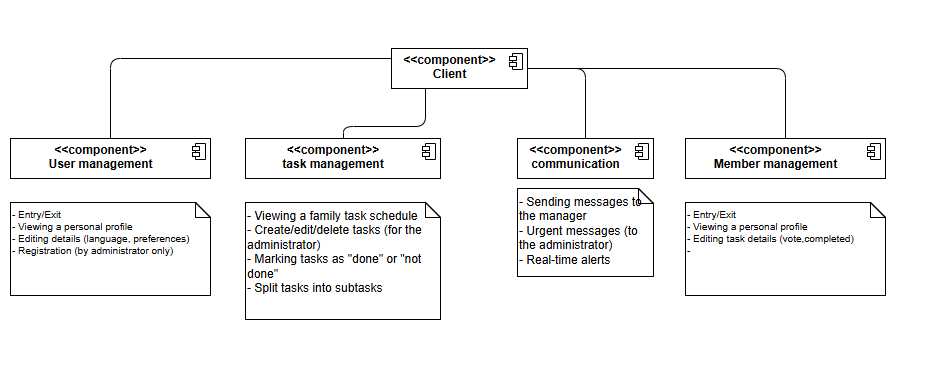 <<component>>
Client
<<component>>
User management
<<component>>
task management
<<component>>
communication
<<component>>
Member management
- Entry/Exit
- Viewing a personal profile
- Editing details (language, preferences)
- Registration (by administrator only)
- Viewing a family task schedule
- Create/edit/delete tasks (for the
administrator)
- Marking tasks as "done" or "not
done"
- Split tasks into subtasks
- Sending messages to
the manager
- Urgent messages (to
the administrator)
- Real-time alerts
- Entry/Exit
- Viewing a personal profile
- Editing task details (vote,completed)
-